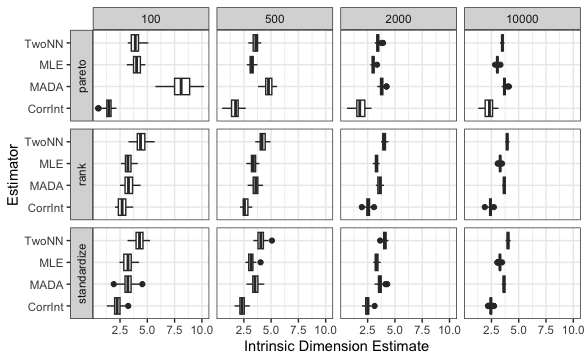 100 500 2000 10000
Estimator
pareto
TwoNN
MLE
MADA
CorrInt
rank
TwoNN
MLE
MADA
CorrInt
standardize
TwoNN
MLE
MADA
CorrInt
2.5 5.0 7.5 10.0 2.5 5.0 7.5 10.0 2.5 5.0 7.5 10.0 2.5 5.0 7.5 10.0
Intrinsic Dimension Estimate